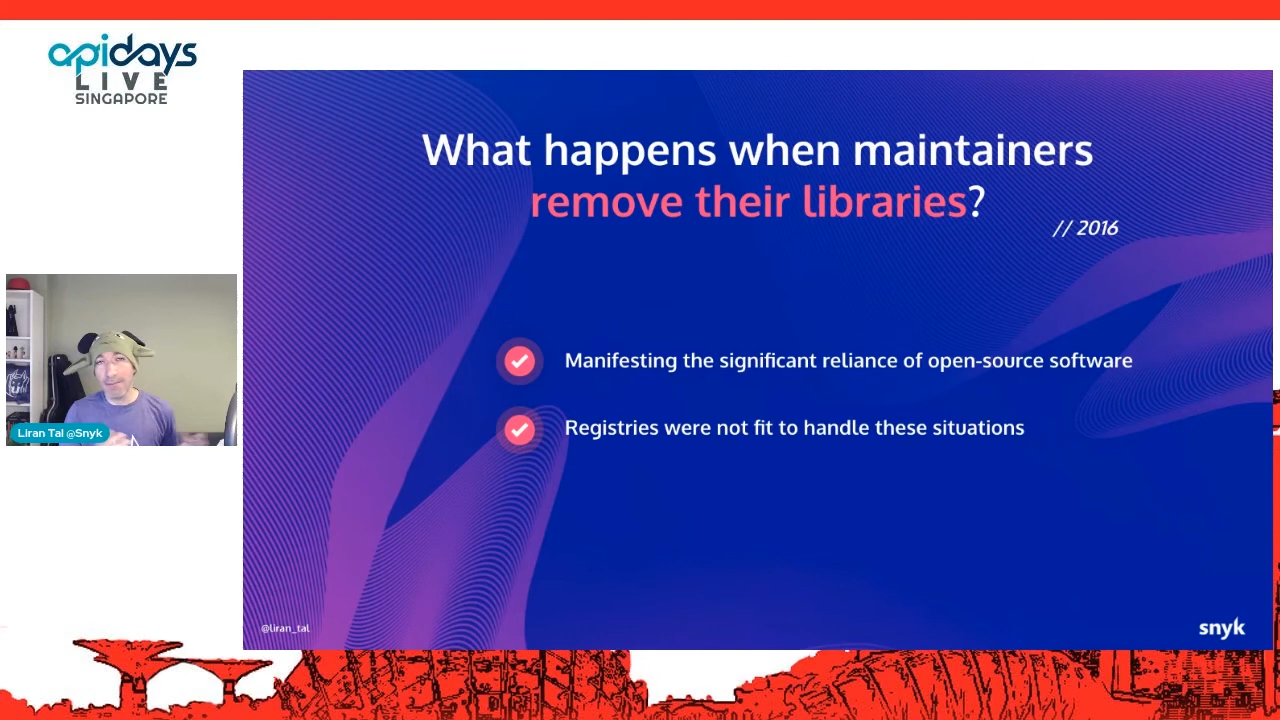 apidays
LIVE
SINGAPORE
What happens when maintainers
remove their libraries?
// 2016
Manifesting the significant reliance of open-source software
Registries were not fit to handle these situations
Liran Tal @Snyk
@liran_tal
snyk